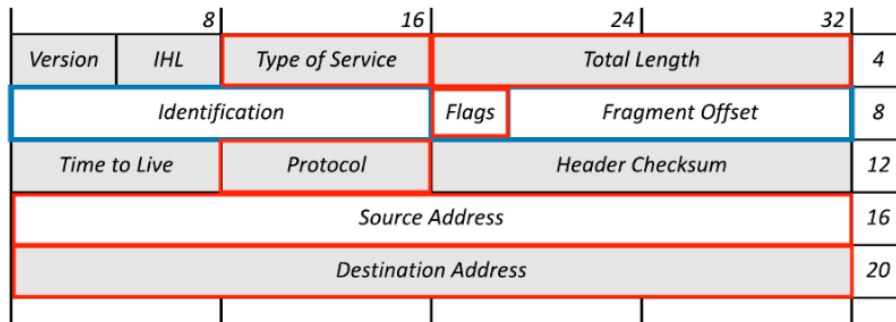 8 16 24 32
Version IHL Type of Service Total Length 4
Identification Flags Fragment Offset 8
Time to Live Protocol Header Checksum 12
Source Address 16
Destination Address 20